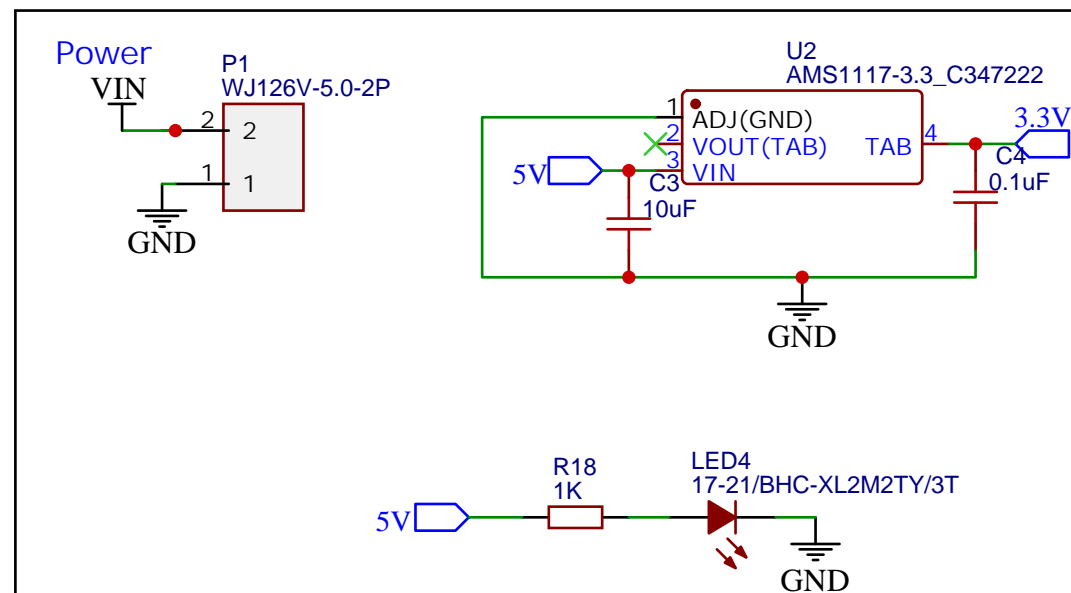 Power
VIN
P1
WJ126V-5.0-2P
2 2
1 1
GND
U2
AMS1117-3.3_C347222
1 ADJ(GND)
2 VOUT(TAB)
3 VIN
TAB 4
5V
C3
10uF
3.3V
C4
0.1uF
GND
R18
1K
LED4
17-21/BHC-XL2M2TY/3T
5V
GND